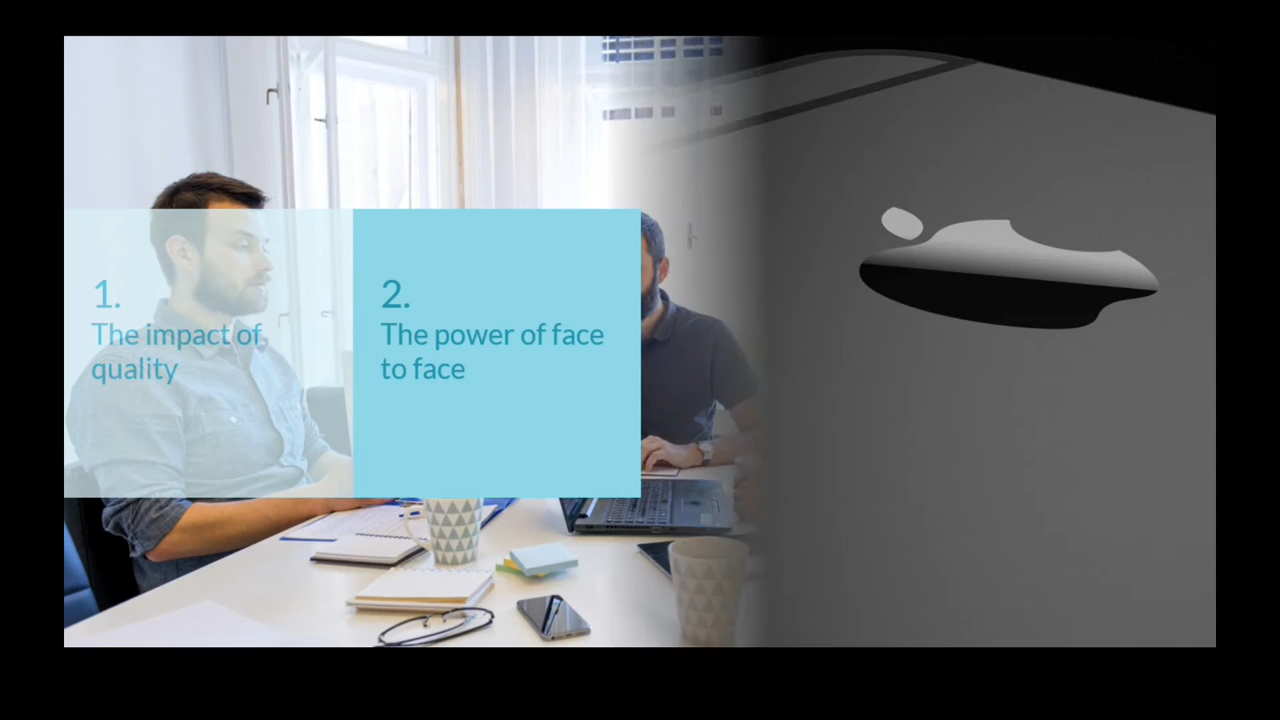 1.
The impact of
quality
2.
The power of face
to face